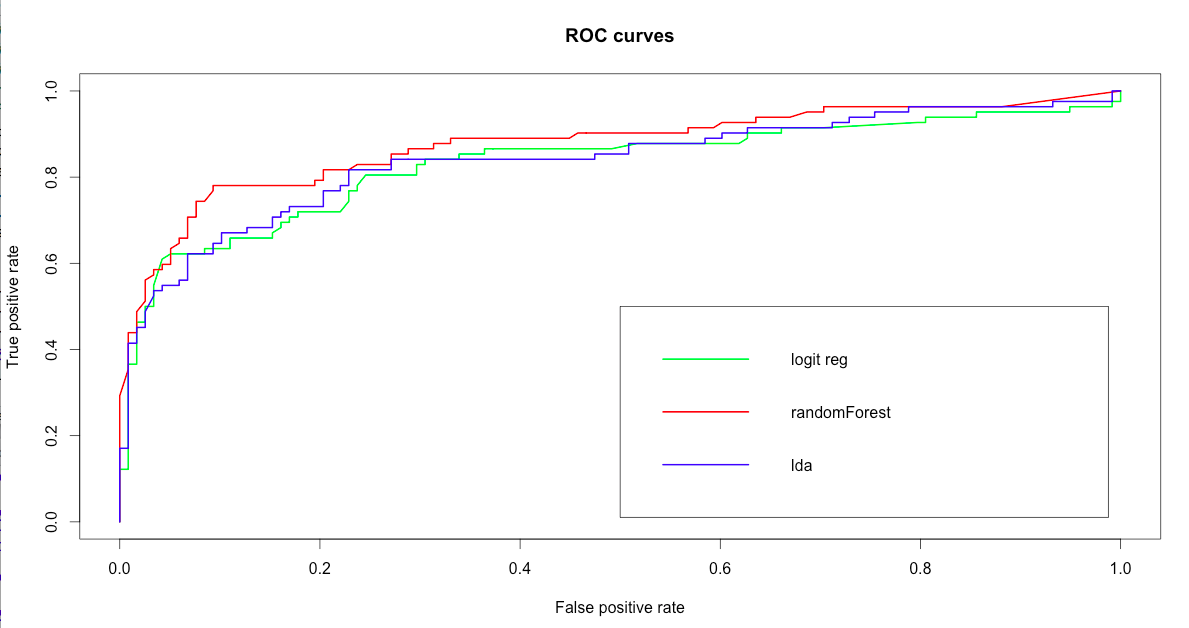 ROC curves
True positive rate
1.0
0.8
0.6
0.4
0.2
0.0
logit reg
randomForest
lda
0.0 0.2 0.4 0.6 0.8 1.0
False positive rate